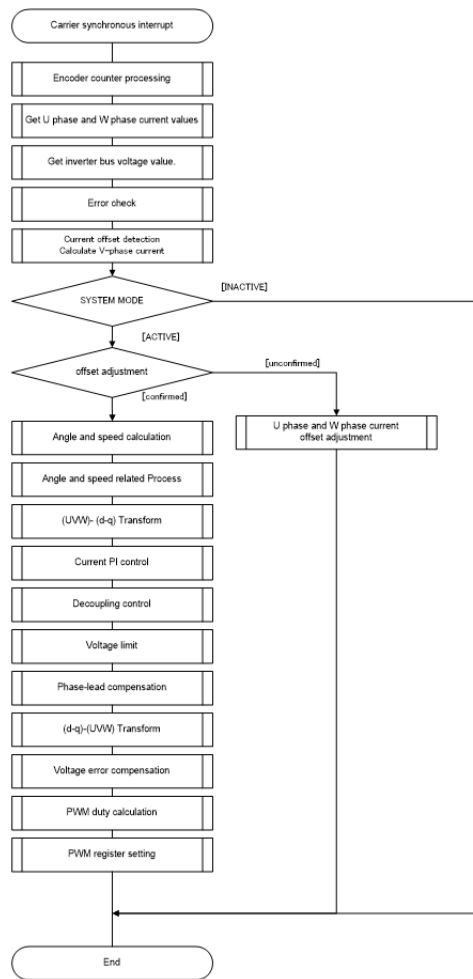 Carrier synchronous interrupt
Encoder counter processing
Get U phase and W phase current values
Get inverter bus voltage value.
Error check
Current offset detection
Calculate V-phase current
[INACTIVE]
SYSTEM MODE
[ACTIVE]
offset adjustment
[unconfirmed]
[confirmed]
U phase and W phase current
offset adjustment
Angle and speed calculation
Angle and speed related Process
(UVW)- (d-q) Transform
Current PI control
Decoupling control
Voltage limit
Phase-lead compensation
(d-q)-(UVW) Transform
Voltage error compensation
PWM duty calculation
PWM register setting
End